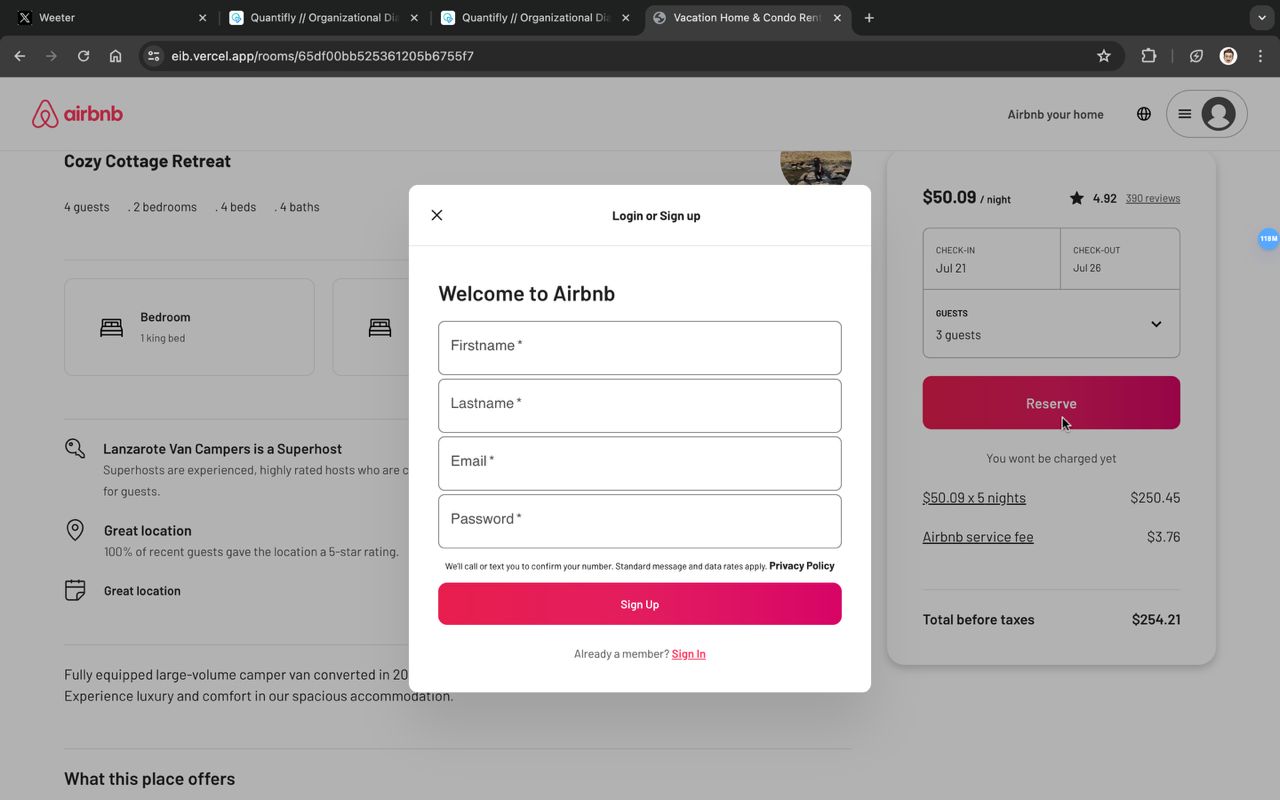 Weeter
Quantifly // Organizational Dia
Quantifly // Organizational Dia
Vacation Home & Condo Rent
eib.vercel.app/rooms/65df00bb525361205b6755f7
airbnb
Airbnb your home
Cozy Cottage Retreat
4 guests . 2 bedrooms . 4 beds . 4 baths
Bedroom
1 king bed
Lanzarote Van Campers is a Superhost
Superhosts are experienced, highly rated hosts who are c
for guests.
Great location
100% of recent guests gave the location a 5-star rating.
Great location
Fully equipped large-volume camper van converted in 20
Experience luxury and comfort in our spacious accommodation.
What this place offers
Login or Sign up
Welcome to Airbnb
Firstname *
Lastname *
Email *
Password *
We'll call or text you to confirm your number. Standard message and data rates apply. Privacy Policy
Sign Up
Already a member? Sign In
$50.09 / night
4.92 390 reviews
CHECK-IN
Jul 21
CHECK-OUT
Jul 26
GUESTS
3 guests
Reserve
You wont be charged yet
$50.09 x 5 nights $250.45
Airbnb service fee $3.76
Total before taxes $254.21
118M